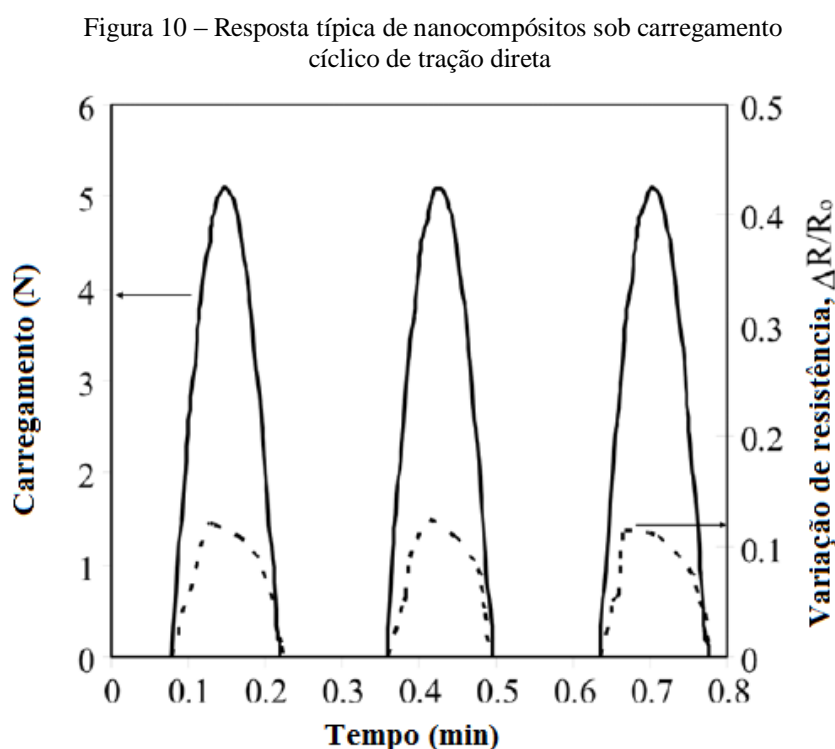 Figura 10 – Resposta típica de nanocompósitos sob carregamento
cíclico de tração direta
6
5
4
3
2
1
0
Carregamento (N)
0.5
0.4
0.3
0.2
0.1
0
Variação de resistência, ΔR/Ro
0 0.1 0.2 0.3 0.4 0.5 0.6 0.7 0.8
Tempo (min)